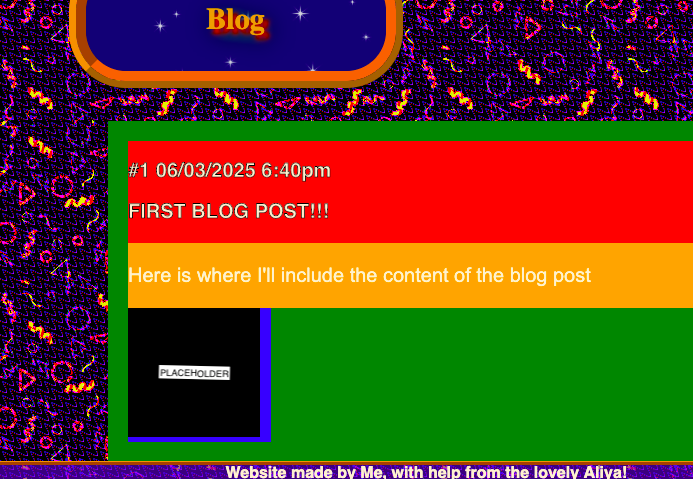 Blog
#1 06/03/2025 6:40pm
FIRST BLOG POST!!!
Here is where I'll include the content of the blog post
PLACEHOLDER
Website made by Me, with help from the lovely Aliya!